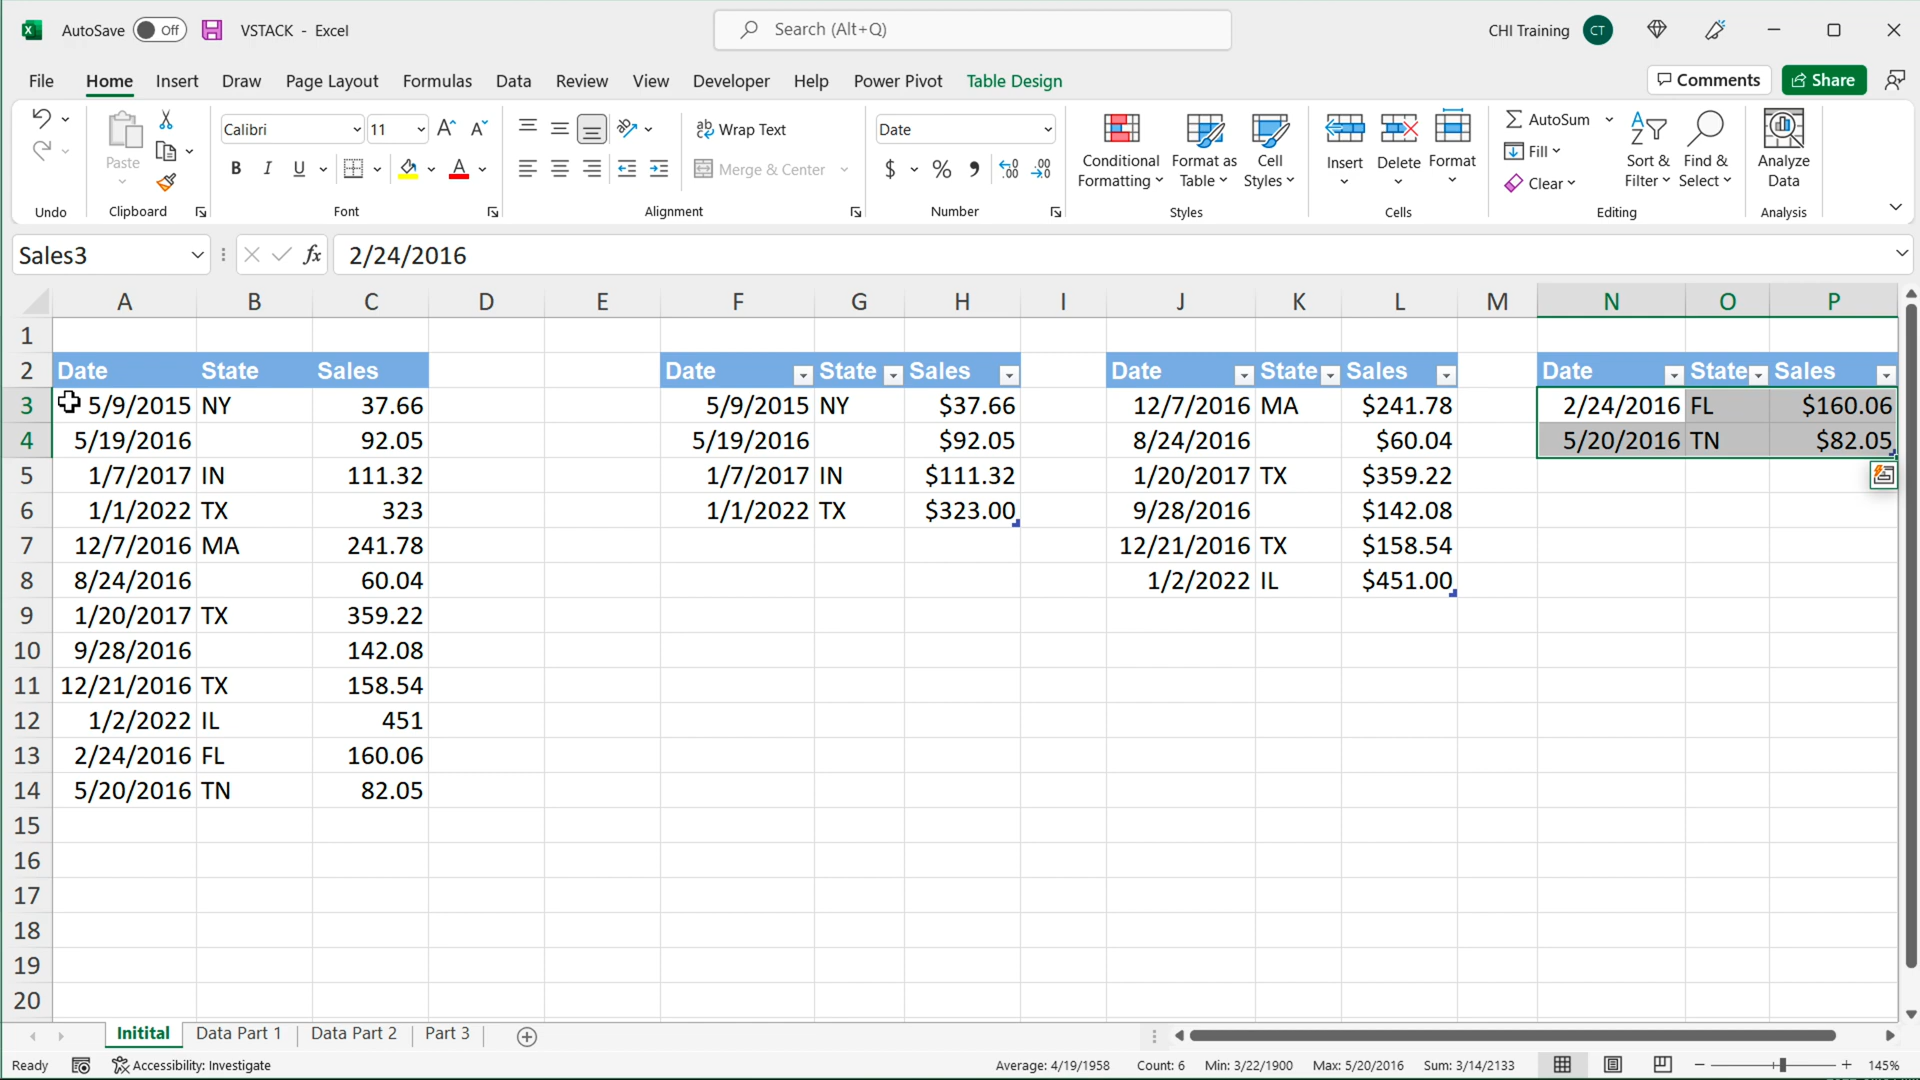 AutoSave Off VSTACK - Excel Search (Alt+Q) CHI Training CT
File Home Insert Draw Page Layout Formulas Data Review View Developer Help Power Pivot Table Design Comments Share
Paste Calibri 11 Wrap Text Date Conditional Formatting Format as Table Cell Styles Insert Delete Format AutoSum Sort & Filter Find & Select Analyze Data
B I U Merge & Center $ % Fill
Clear
Undo Clipboard Font Alignment Number Styles Cells Editing Analysis
Sales3 fx 2/24/2016
A B C D E F G H I J K L M N O P
1
2 Date State Sales Date State Sales Date State Sales Date State Sales
3 5/9/2015 NY 37.66 5/9/2015 NY $37.66 12/7/2016 MA $241.78 2/24/2016 FL $160.06
4 5/19/2016 92.05 5/19/2016 $92.05 8/24/2016 $60.04 5/20/2016 TN $82.05
5 1/7/2017 IN 111.32 1/7/2017 IN $111.32 1/20/2017 TX $359.22
6 1/1/2022 TX 323 1/1/2022 TX $323.00 9/28/2016 $142.08
7 12/7/2016 MA 241.78 12/21/2016 TX $158.54
8 8/24/2016 60.04 1/2/2022 IL $451.00
9 1/20/2017 TX 359.22
10 9/28/2016 142.08
11 12/21/2016 TX 158.54
12 1/2/2022 IL 451
13 2/24/2016 FL 160.06
14 5/20/2016 TN 82.05
15
16
17
18
19
20
Initital Data Part 1 Data Part 2 Part 3
Ready Accessibility: Investigate Average: 4/19/1958 Count: 6 Min: 3/22/1900 Max: 5/20/2016 Sum: 3/14/2133 145%